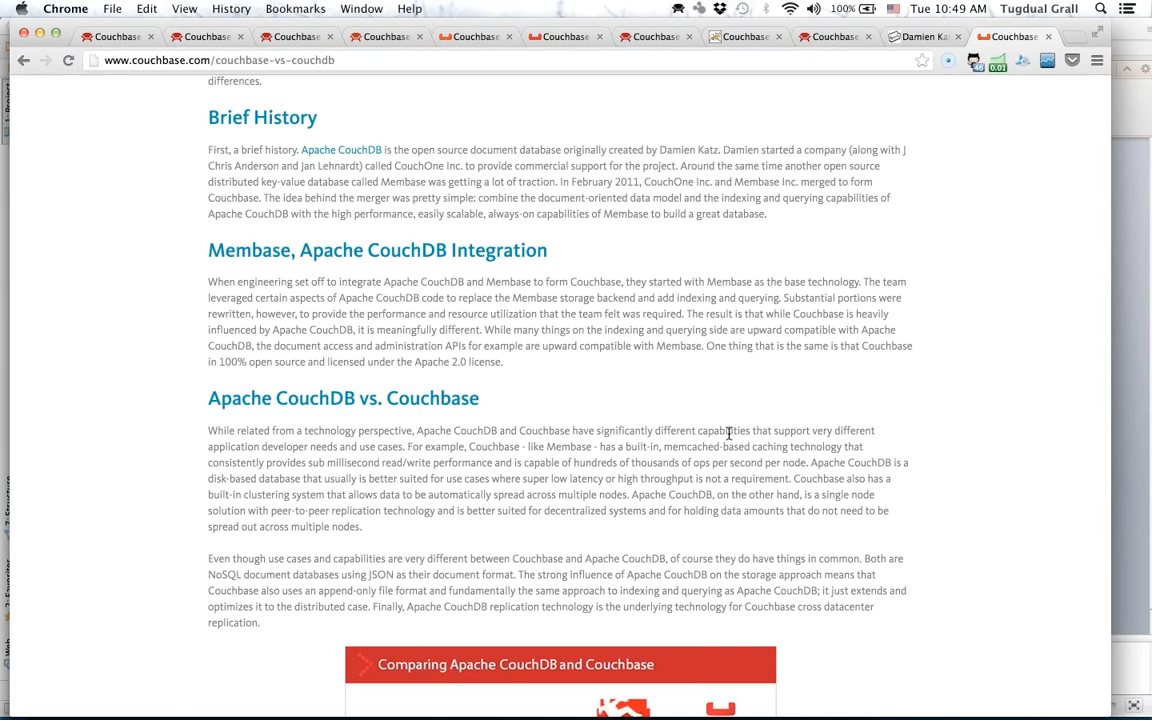 Chrome File Edit View History Bookmarks Window Help 100% Tue 10:49 AM Tugdual Grall
Couchbase Couchbase Couchbase Couchbase Couchbase Couchbase Couchbase Couchbase Couchbase Damien Ka Couchbase
www.couchbase.com/couchbase-vs-couchdb
46 0.01
differences.
Brief History
First, a brief history. Apache CouchDB is the open source document database originally created by Damien Katz. Damien started a company (along with J
Chris Anderson and Jan Lehnardt) called CouchOne Inc. to provide commercial support for the project. Around the same time another open source
distributed key-value database called Membase was getting a lot of traction. In February 2011, CouchOne Inc. and Membase Inc. merged to form
Couchbase. The idea behind the merger was pretty simple: combine the document-oriented data model and the indexing and querying capabilities of
Apache CouchDB with the high performance, easily scalable, always-on capabilities of Membase to build a great database.
Membase, Apache CouchDB Integration
When engineering set off to integrate Apache CouchDB and Membase to form Couchbase, they started with Membase as the base technology. The team
leveraged certain aspects of Apache CouchDB code to replace the Membase storage backend and add indexing and querying. Substantial portions were
rewritten, however, to provide the performance and resource utilization that the team felt was required. The result is that while Couchbase is heavily
influenced by Apache CouchDB, it is meaningfully different. While many things on the indexing and querying side are upward compatible with Apache
CouchDB, the document access and administration APIs for example are upward compatible with Membase. One thing that is the same is that Couchbase
in 100% open source and licensed under the Apache 2.0 license.
Apache CouchDB vs. Couchbase
While related from a technology perspective, Apache CouchDB and Couchbase have significantly different capabilities that support very different
application developer needs and use cases. For example, Couchbase - like Membase - has a built-in, memcached-based caching technology that
consistently provides sub millisecond read/write performance and is capable of hundreds of thousands of ops per second per node. Apache CouchDB is a
disk-based database that usually is better suited for use cases where super low latency or high throughput is not a requirement. Couchbase also has a
built-in clustering system that allows data to be automatically spread across multiple nodes. Apache CouchDB, on the other hand, is a single node
solution with peer-to-peer replication technology and is better suited for decentralized systems and for holding data amounts that do not need to be
spread out across multiple nodes.
Even though use cases and capabilities are very different between Couchbase and Apache CouchDB, of course they do have things in common. Both are
NoSQL document databases using JSON as their document format. The strong influence of Apache CouchDB on the storage approach means that
Couchbase also uses an append-only file format and fundamentally the same approach to indexing and querying as Apache CouchDB; it just extends and
optimizes it to the distributed case. Finally, Apache CouchDB replication technology is the underlying technology for Couchbase cross datacenter
replication.
Comparing Apache CouchDB and Couchbase